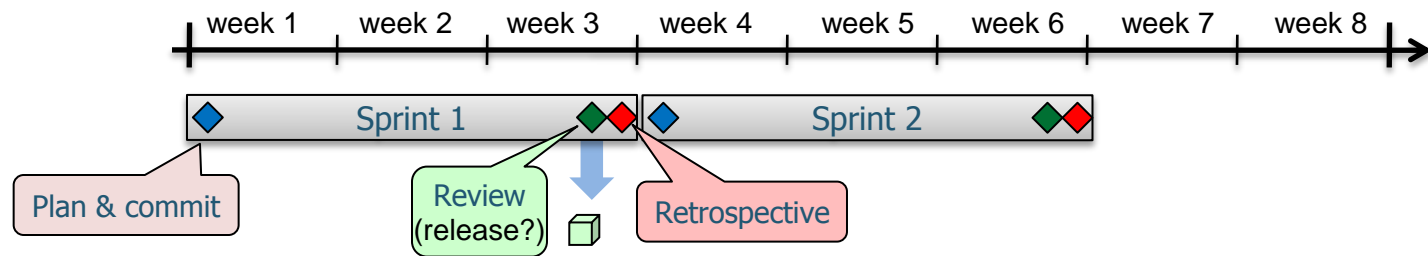 week 1
week 2
week 3
week 4
week 5
week 6
week 7
week 8
Sprint 1
Sprint 2
Plan & commit
Review
(release?)
Retrospective